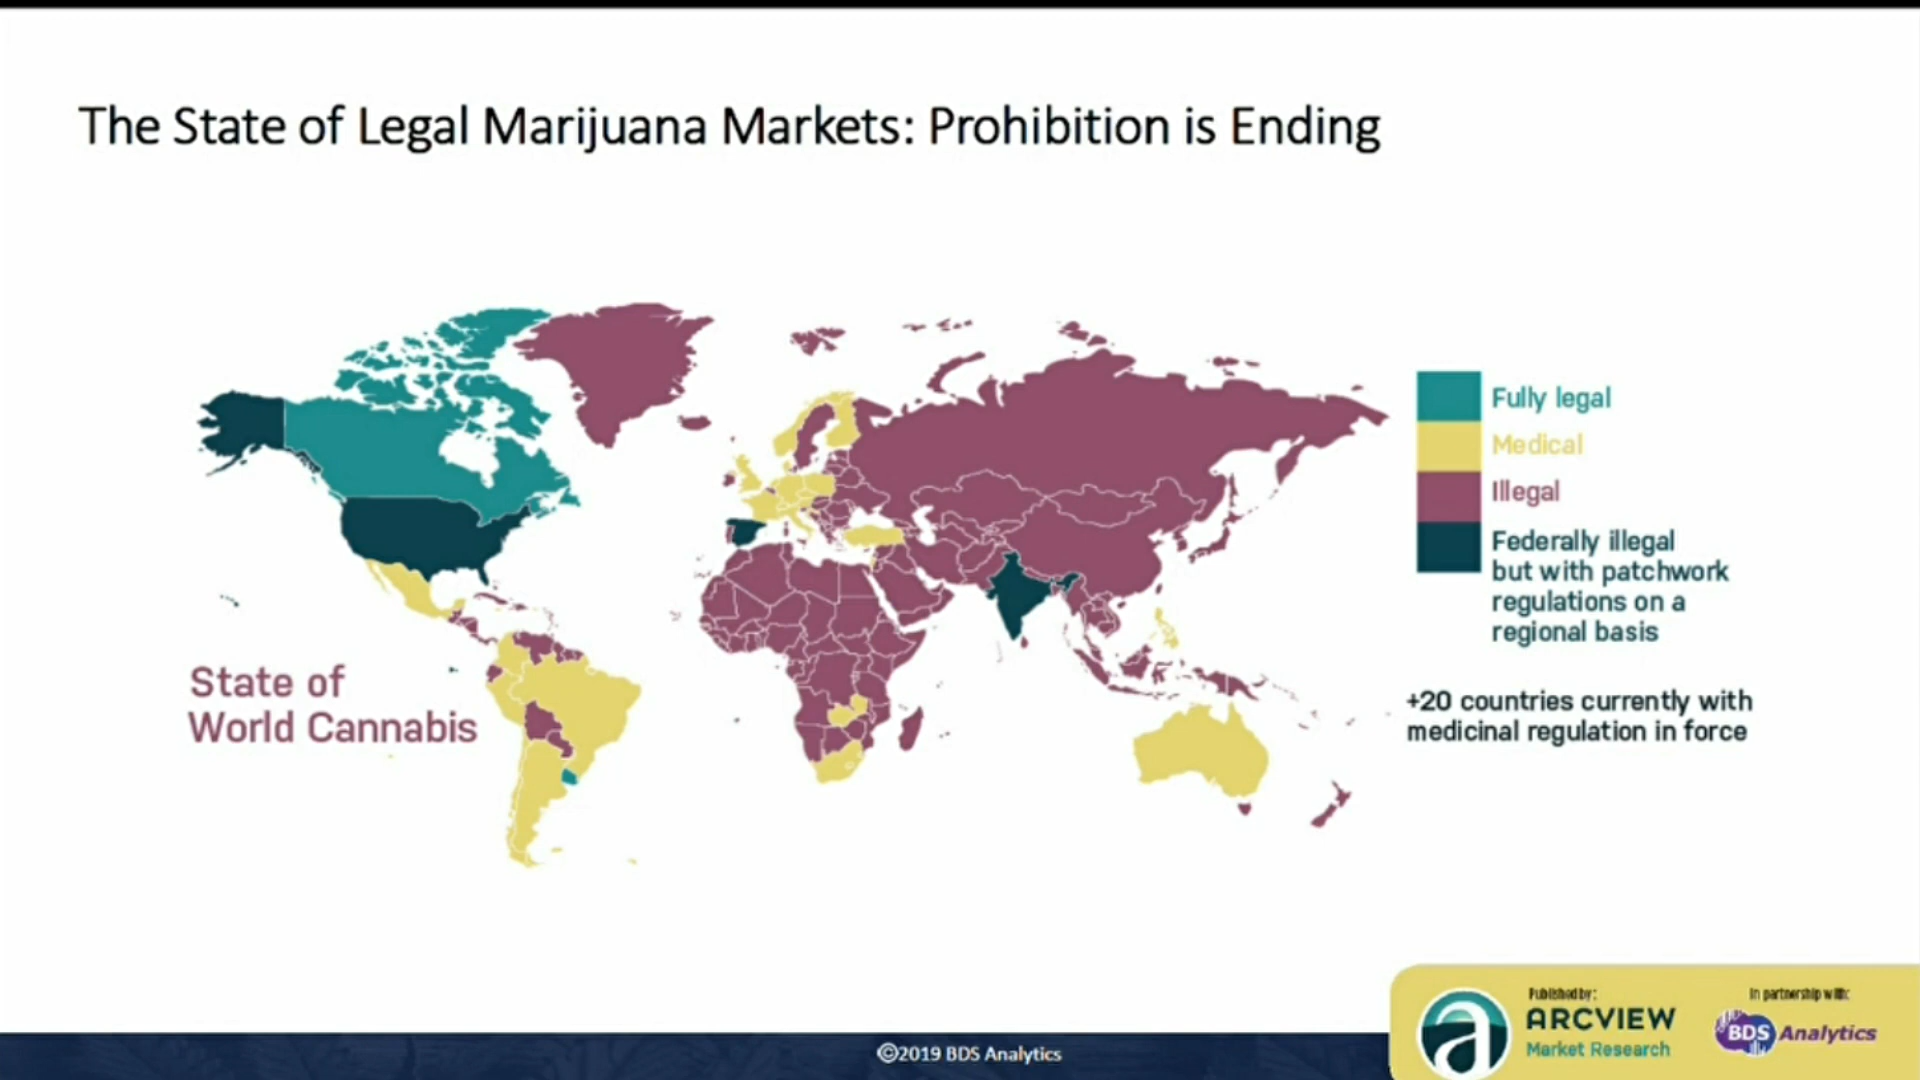 The State of Legal Marijuana Markets: Prohibition is Ending
Fully legal
Medical
Illegal
Federally illegal
but with patchwork
regulations on a
regional basis
State of
World Cannabis
+20 countries currently with
medicinal regulation in force
Published by:
ARCVIEW
Market Research
In partnership with:
BDS Analytics
©2019 BDS Analytics